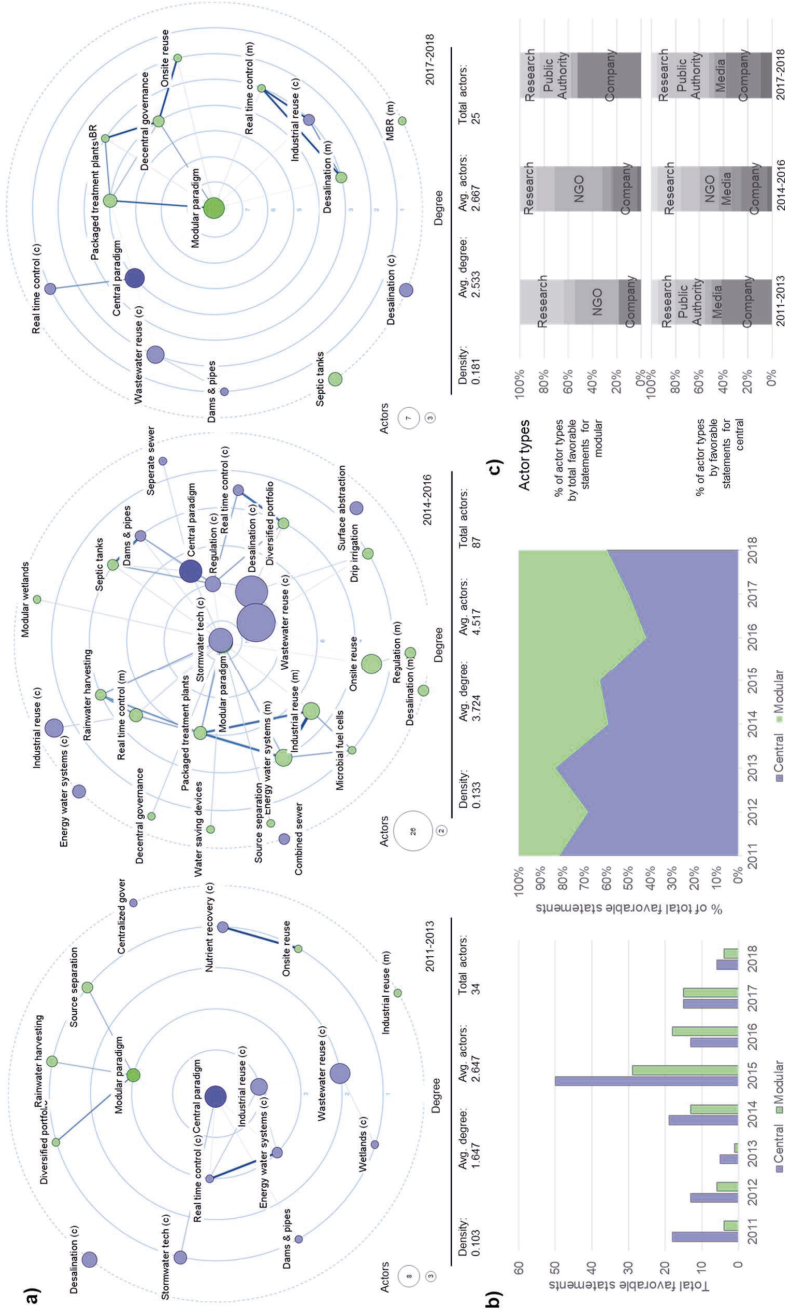 a)
Desalination (c)
Stormwater tech (c)
Dams & pipes
Diversified portfolio
Rainwater harvesting
Source separation
Modular paradigm
Centralized gover
Real time control (c)
Central paradigm
Industrial reuse (c)
Energy water systems (c)
Wastewater reuse (c)
Wetlands (c)
Nutrient recovery (c)
Onsite reuse
Industrial reuse (m)
Actors
8
3
2011-2013
Degree
Density: Avg. degree: Avg. actors: Total actors:
0.103 1.647 2.647 34
Industrial reuse (c)
Energy water systems (c)
Modular wetlands
Rainwater harvesting
Real time control (m)
Decentral governance
Packaged treatment plants
Water saving devices
Septic tanks
Dams & pipes
Seperate sewer
Central paradigm
Regulation (c)
Real time control (c)
Stormwater tech (c)
Modular paradigm
Desalination (c)
Diversified portfolio
Wastewater reuse (c)
Surface abstraction
Drip irrigation
Source separation
Combined sewer
Energy water systems (m)
Industrial reuse (m)
Microbial fuel cells
Onsite reuse
Regulation (m)
Desalination (m)
Actors
26
2
2014-2016
Degree
Density: Avg. degree: Avg. actors: Total actors:
0.133 3.724 4.517 87
Real time control (c)
Central paradigm
Wastewater reuse (c)
Dams & pipes
Septic tanks
Packaged treatment plants
BR
Decentral governance
Onsite reuse
Modular paradigm
Real time control (m)
Industrial reuse (c)
Desalination (m)
MBR (m)
Desalination (c)
Actors
7
3
7
3
2
1
2017-2018
Degree
Density: Avg. degree: Avg. actors: Total actors:
0.181 2.533 2.667 25
b)
Total favorable statements
60
50
40
30
20
10
0
2011 2012 2013 2014 2015 2016 2017 2018
Central Modular
% of total favorable statements
100%
90%
80%
70%
60%
50%
40%
30%
20%
10%
0%
2011 2012 2013 2014 2015 2016 2017 2018
Central Modular
c)
Actor types
% of actor types
by total favorable
statements for
modular
100%
80%
60%
40%
20%
0%
Research
NGO
Company
Research
NGO
Company
Research
Public
Authority
Company
% of actor types
by favorable
statements for
central
100%
80%
60%
40%
20%
0%
Research
Public
Authority
Media
Company
Research
NGO
Media
Company
Research
Public
Authority
Media
Company
2011-2013 2014-2016 2017-2018